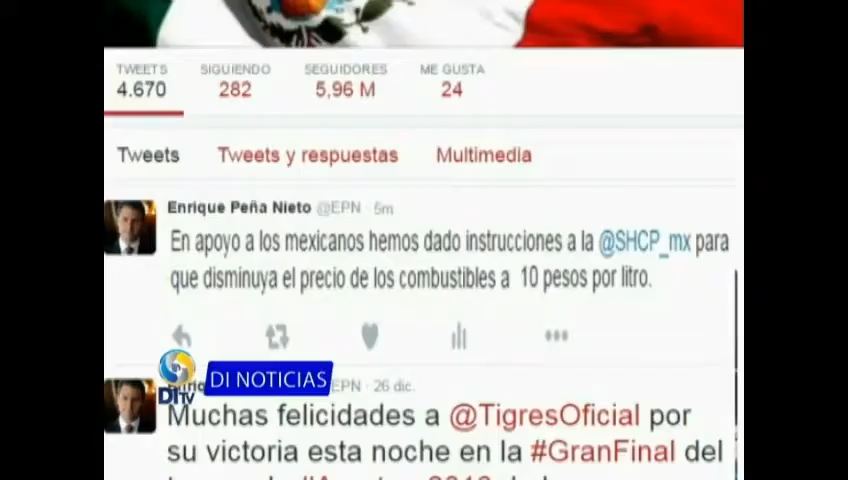 TWEETS SIGUIENDO SEGUIDORES ME GUSTA
4.670 282 5,96 M 24
Tweets Tweets y respuestas Multimedia
Enrique Peña Nieto @EPN · 5m
En apoyo a los mexicanos hemos dado instrucciones a la @SHCP_mx para
que disminuya el precio de los combustibles a 10 pesos por litro.
DI NOTICIAS
DITV
EPN · 26 dic.
Muchas felicidades a @TigresOficial por
su victoria esta noche en la #GranFinal del